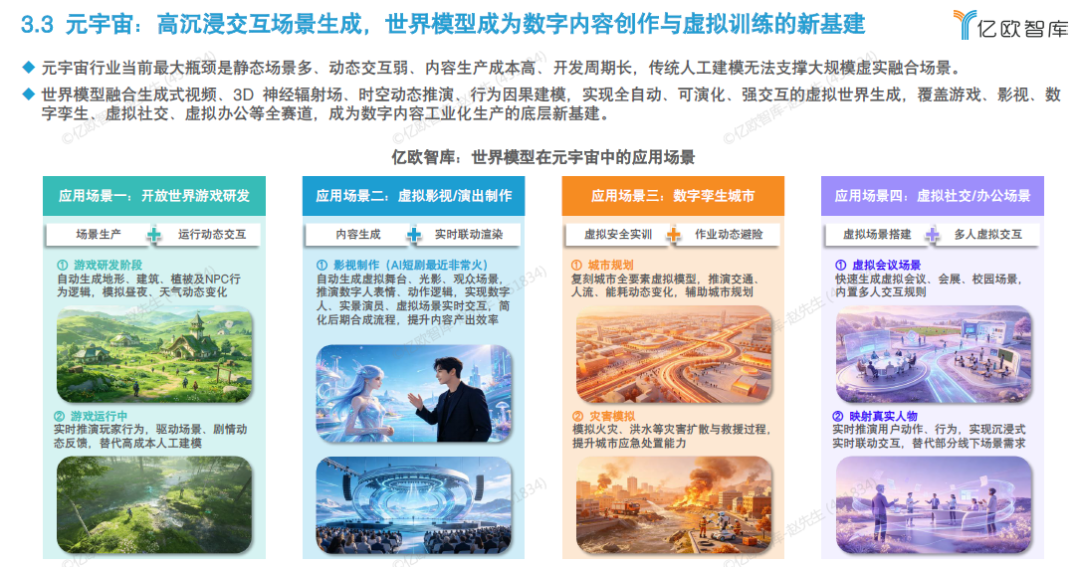 3.3 元宇宙：高沉浸交互场景生成，世界模型成为数字内容创作与虚拟训练的新基建
亿欧智库
◆ 元宇宙行业当前最大瓶颈是静态场景多、动态交互弱、内容生产成本高、开发周期长，传统人工建模无法支撑大规模虚实融合场景。
◆ 世界模型融合生成式视频、3D 神经辐射场、时空动态推演、行为因果建模，实现全自动、可演化、强交互的虚拟世界生成，覆盖游戏、影视、数
字孪生、虚拟社交、虚拟办公等全赛道，成为数字内容工业化生产的底层新基建。
亿欧智库：世界模型在元宇宙中的应用场景
应用场景一：开放世界游戏研发
场景生产
运行动态交互
① 游戏研发阶段
自动生成地形、建筑、植被及NPC行
为逻辑，模拟昼夜、天气动态变化
② 游戏运行中
实时推演玩家行为，驱动场景、剧情动
态反馈，替代高成本人工建模
应用场景二：虚拟影视/演出制作
内容生成
实时联动渲染
① 影视制作（AI短剧最近非常火）
自动生成虚拟舞台、光影、观众场景，
推演数字人表情、动作逻辑，实现数字
人、实景演员、虚拟场景实时交互，简
化后期合成流程，提升内容产出效率
应用场景三：数字孪生城市
虚拟安全实训
作业动态避险
① 城市规划
复刻城市全要素虚拟模型，推演交通、
人流、能耗动态变化，辅助城市规划
② 灾害模拟
模拟火灾、洪水等灾害扩散与救援过程，
提升城市应急处置能力
应用场景四：虚拟社交/办公场景
虚拟场景搭建
多人虚拟交互
① 虚拟会议场景
快速生成虚拟会议、会展、校园场景，
内置多人交互规则
② 映射真实人物
实时推演用户动作、行为，实现沉浸式
实时联动交互，替代部分线下场景需求